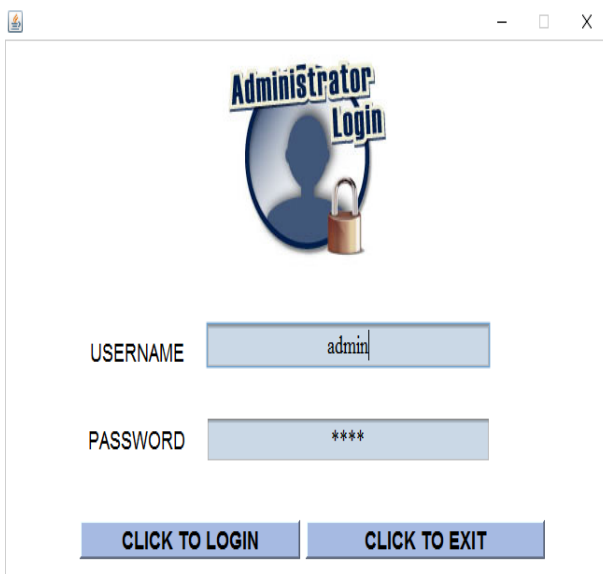 Administrator
Login
USERNAME admin
PASSWORD ****
CLICK TO LOGIN CLICK TO EXIT